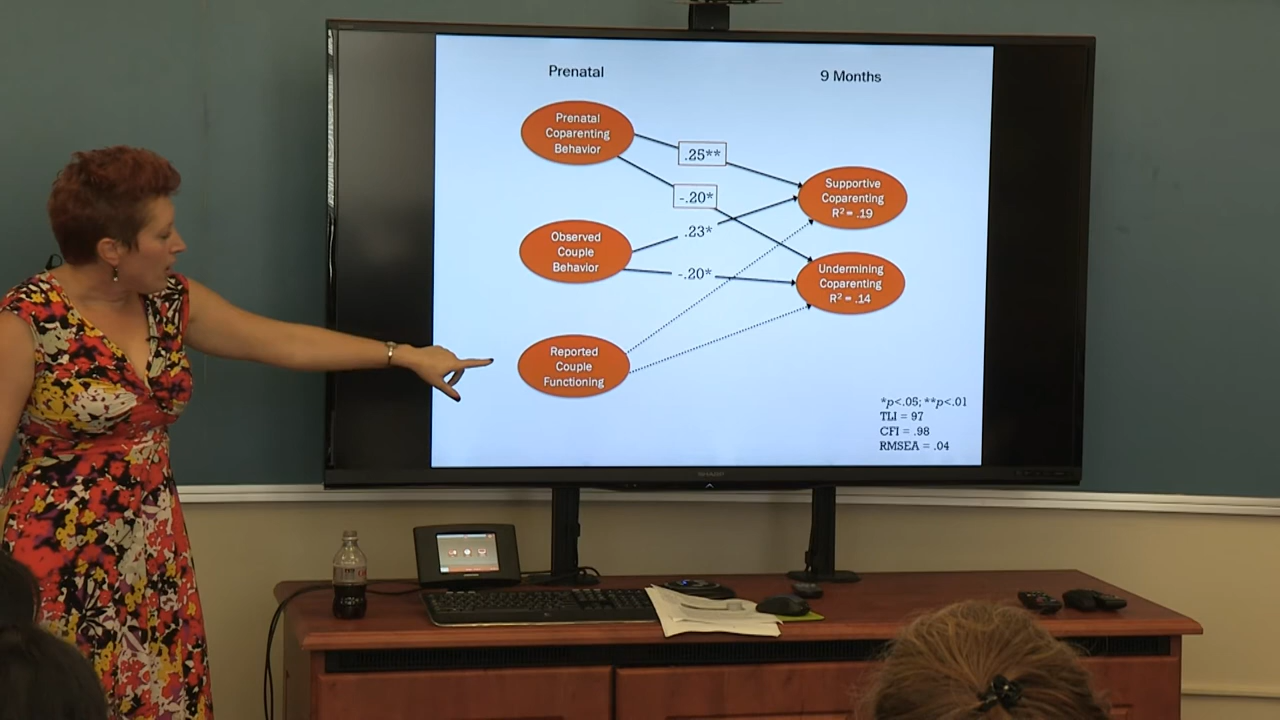 Prenatal
9 Months
Prenatal
Coparenting
Behavior
.25**
-.20*
Supportive
Coparenting
R² = .19
Observed
Couple
Behavior
.23*
-.20*
Undermining
Coparenting
R² = .14
Reported
Couple
Functioning
*p<.05; **p<.01
TLI = 97
CFI = .98
RMSEA = .04
SHARP